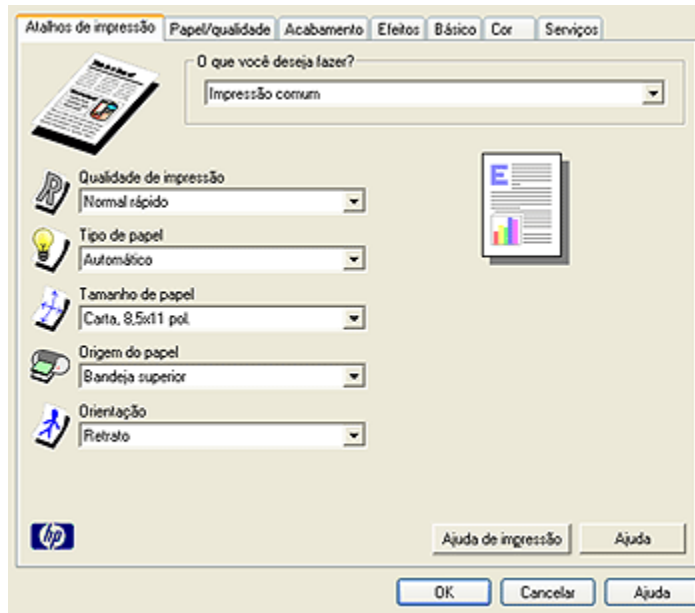 Atalhos de impressão Papel/qualidade Acabamento Efeitos Básico Cor Serviços
O que você deseja fazer?
Impressão comum
Qualidade de impressão
Normal rápido
Tipo de papel
Automático
Tamanho de papel
Carta, 8,5x11 pol.
Origem do papel
Bandeja superior
Orientação
Retrato
hp
Ajuda de impressão Ajuda
OK Cancelar Ajuda